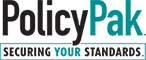 PolicyPak
SECURING YOUR STANDARDS.